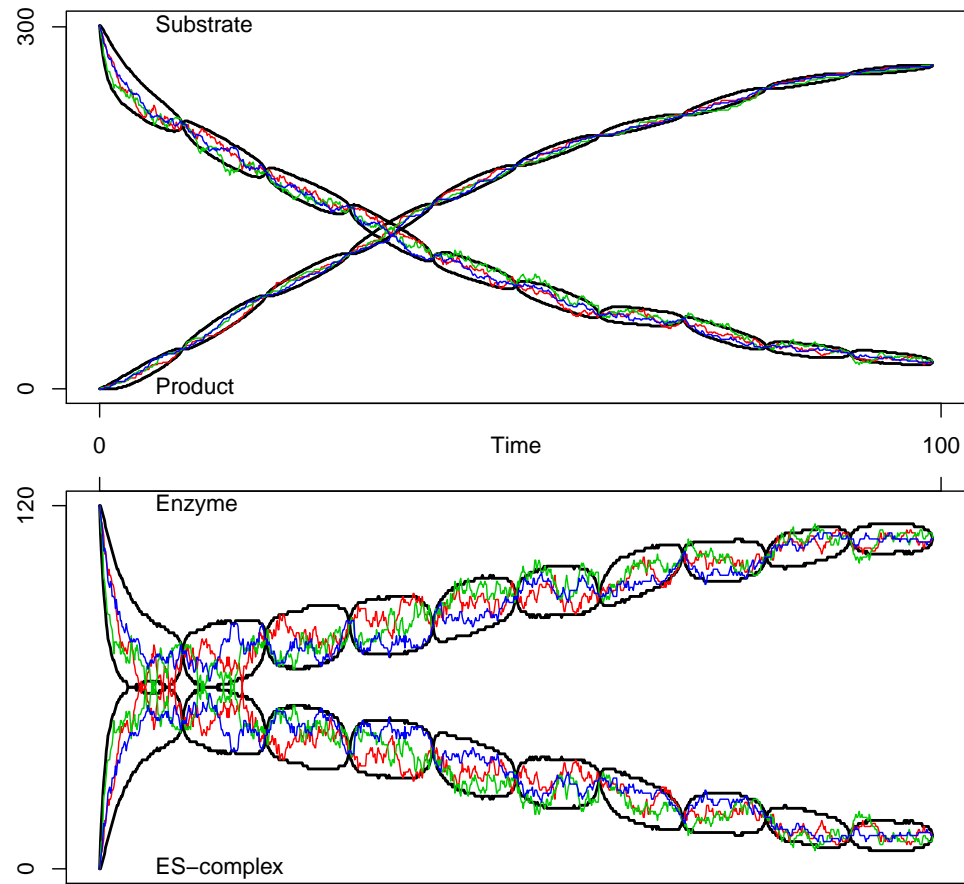 300
Substrate
0
Product
0
Time
100
120
Enzyme
0
ES−complex